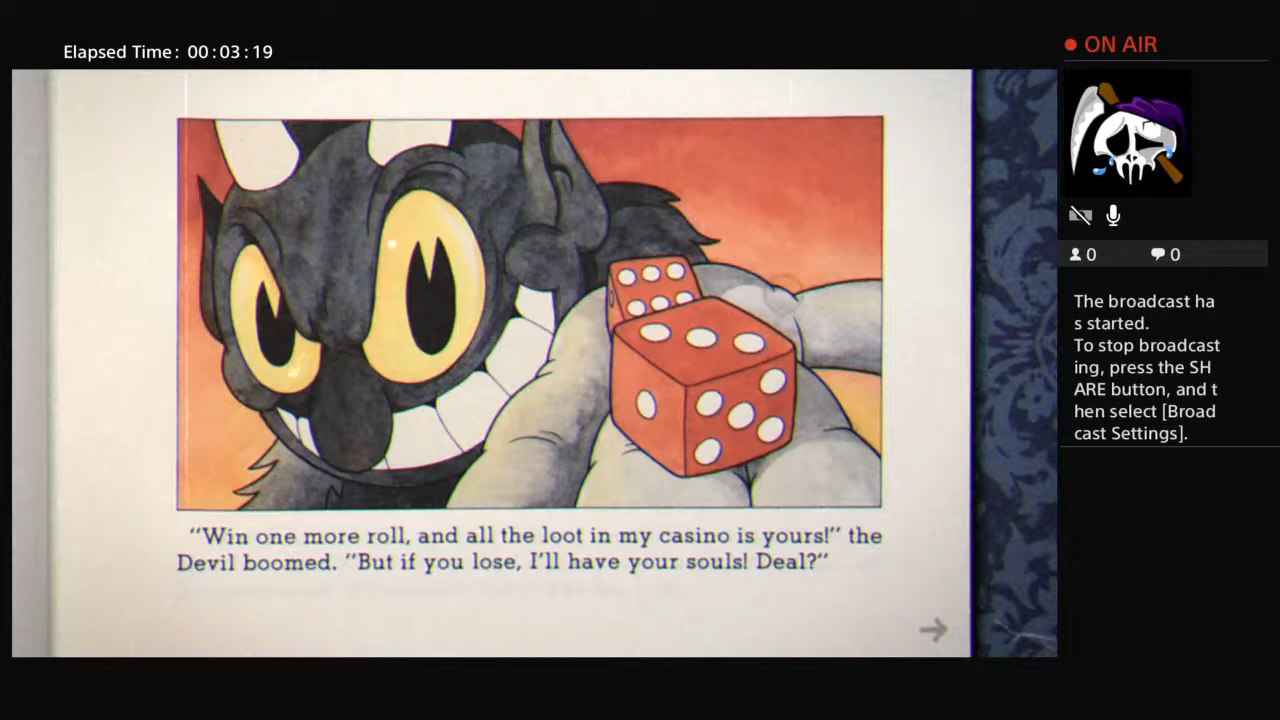 Elapsed Time: 00:03:19
ON AIR
0
0
The broadcast ha
s started.
To stop broadcast
ing, press the SH
ARE button, and t
hen select [Broad
cast Settings].
“Win one more roll, and all the loot in my casino is yours!” the
Devil boomed. “But if you lose, I’ll have your souls! Deal?“